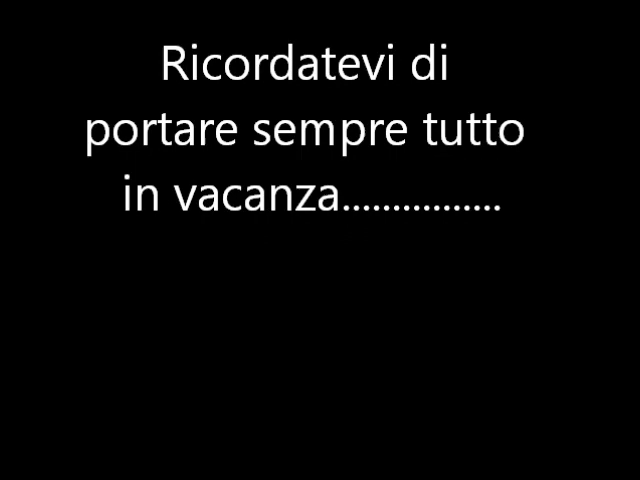 Ricordatevi di
portare sempre tutto
in vacanza................